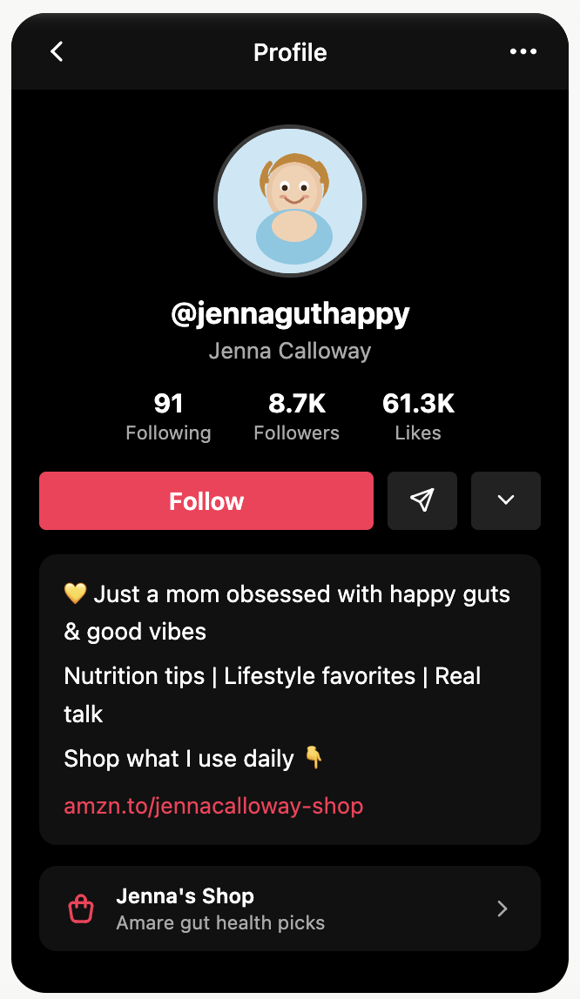 Profile
@jennaguthappy
Jenna Calloway
91 8.7K 61.3K
Following Followers Likes
Follow
💛 Just a mom obsessed with happy guts
& good vibes
Nutrition tips | Lifestyle favorites | Real
talk
Shop what I use daily 👇
amzn.to/jennacalloway-shop
Jenna's Shop
Amare gut health picks